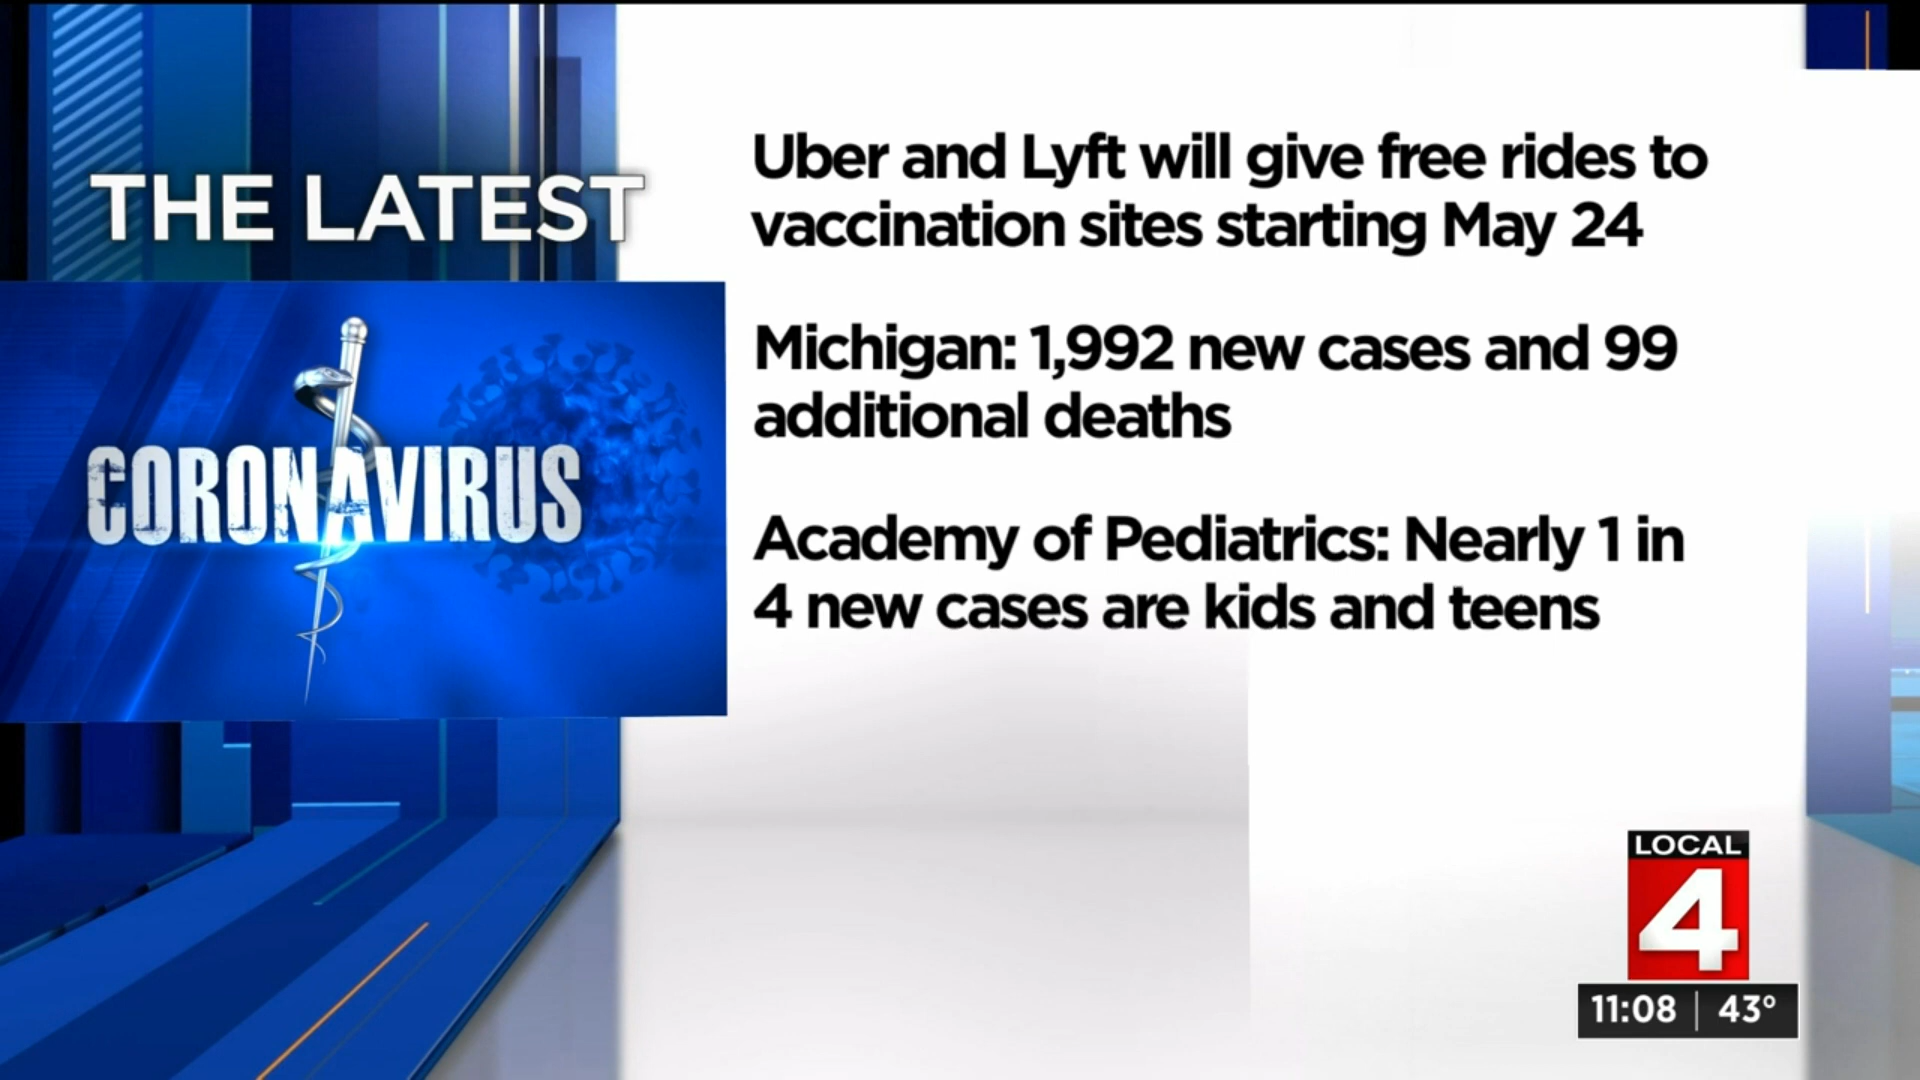 THE LATEST
CORONAVIRUS
Uber and Lyft will give free rides to
vaccination sites starting May 24
Michigan: 1,992 new cases and 99
additional deaths
Academy of Pediatrics: Nearly 1 in
4 new cases are kids and teens
LOCAL
4
11:08 | 43°